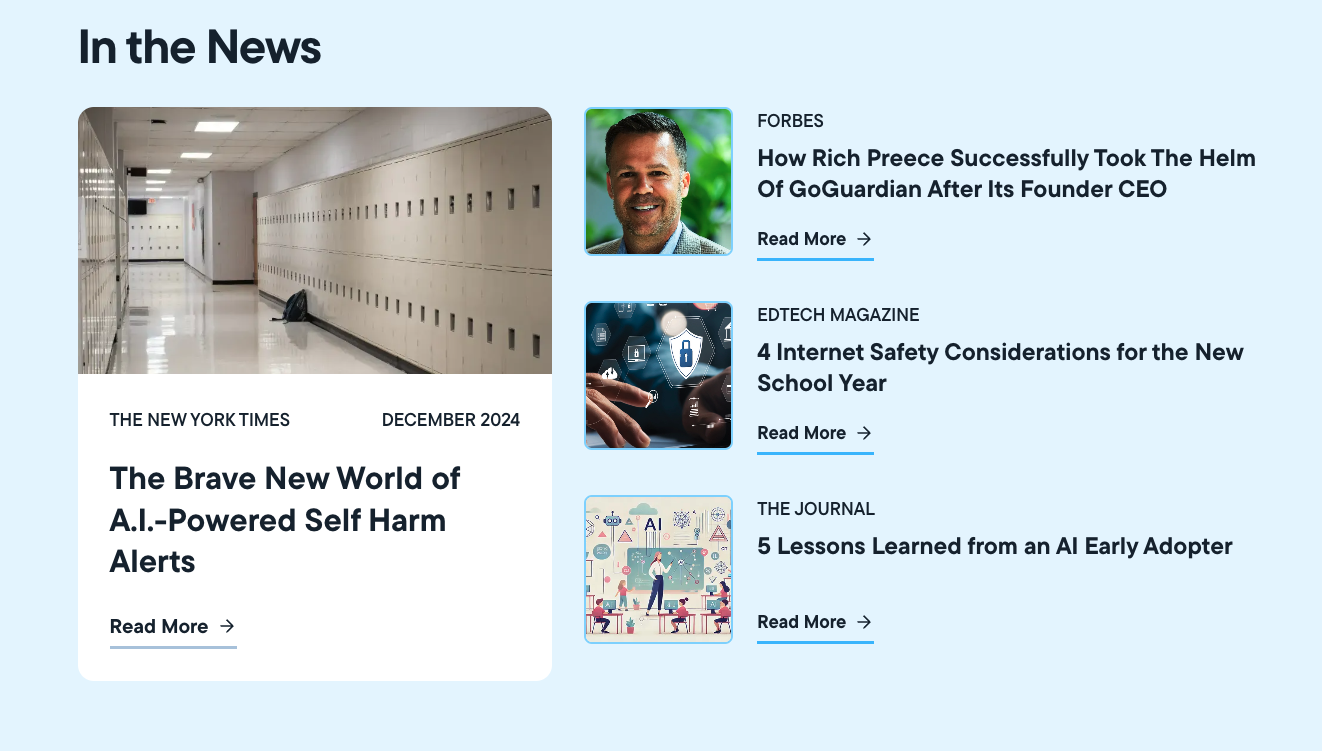 In the News
THE NEW YORK TIMES
DECEMBER 2024
The Brave New World of
A.I.-Powered Self Harm
Alerts
Read More
FORBES
How Rich Preece Successfully Took The Helm
Of GoGuardian After Its Founder CEO
Read More
EDTECH MAGAZINE
4 Internet Safety Considerations for the New
School Year
Read More
AI
THE JOURNAL
5 Lessons Learned from an AI Early Adopter
Read More